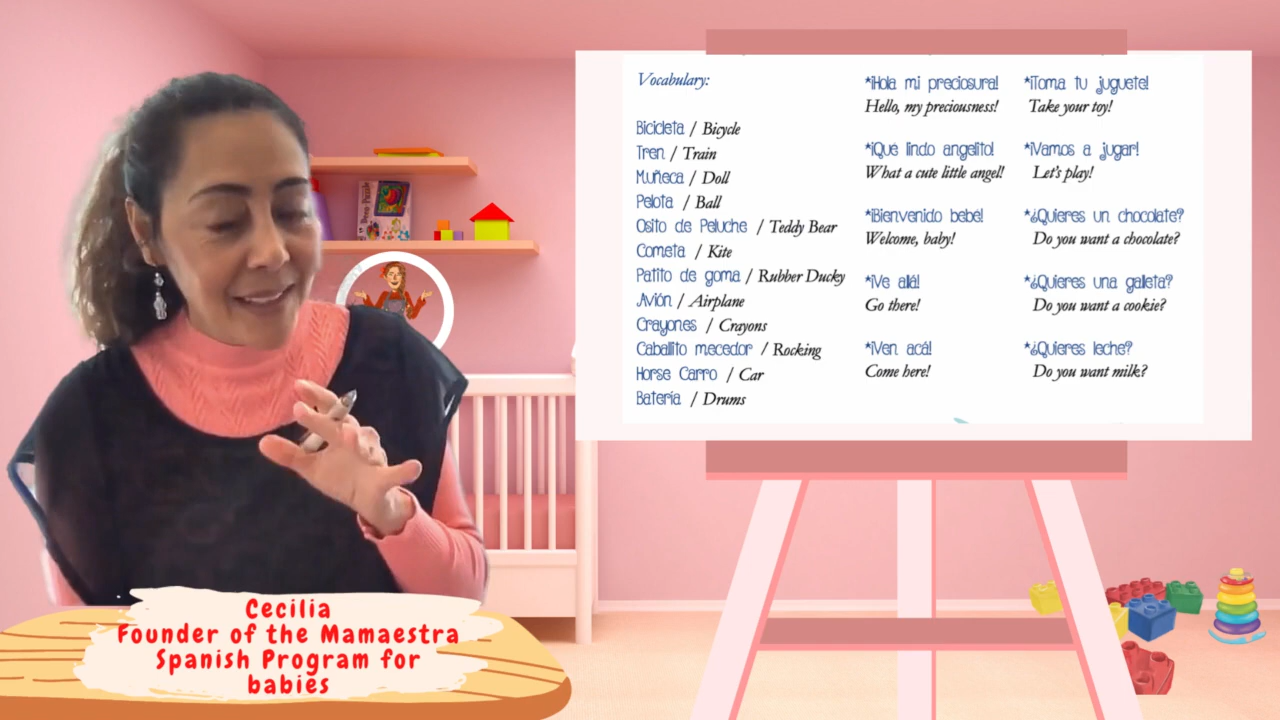 Vocabulary:
Bicicleta / Bicycle
Tren / Train
Muñeca / Doll
Pelota / Ball
Osito de Peluche / Teddy Bear
Cometa / Kite
Patito de goma / Rubber Ducky
Avión / Airplane
Crayones / Crayons
Caballito mecedor / Rocking
Horse Carro / Car
Batería / Drums
*¡Hola mi preciosura!
Hello, my preciousness!
*¡Qué lindo angelito!
What a cute little angel!
*¡Bienvenido bebé!
Welcome, baby!
*¡Ve allá!
Go there!
*¡Ven acá!
Come here!
*¡Toma tu juguete!
Take your toy!
*¡Vamos a jugar!
Let's play!
*¿Quieres un chocolate?
Do you want a chocolate?
*¿Quieres una galleta?
Do you want a cookie?
*¿Quieres leche?
Do you want milk?
Cecilia
Founder of the Mamaestra
Spanish Program for
babies